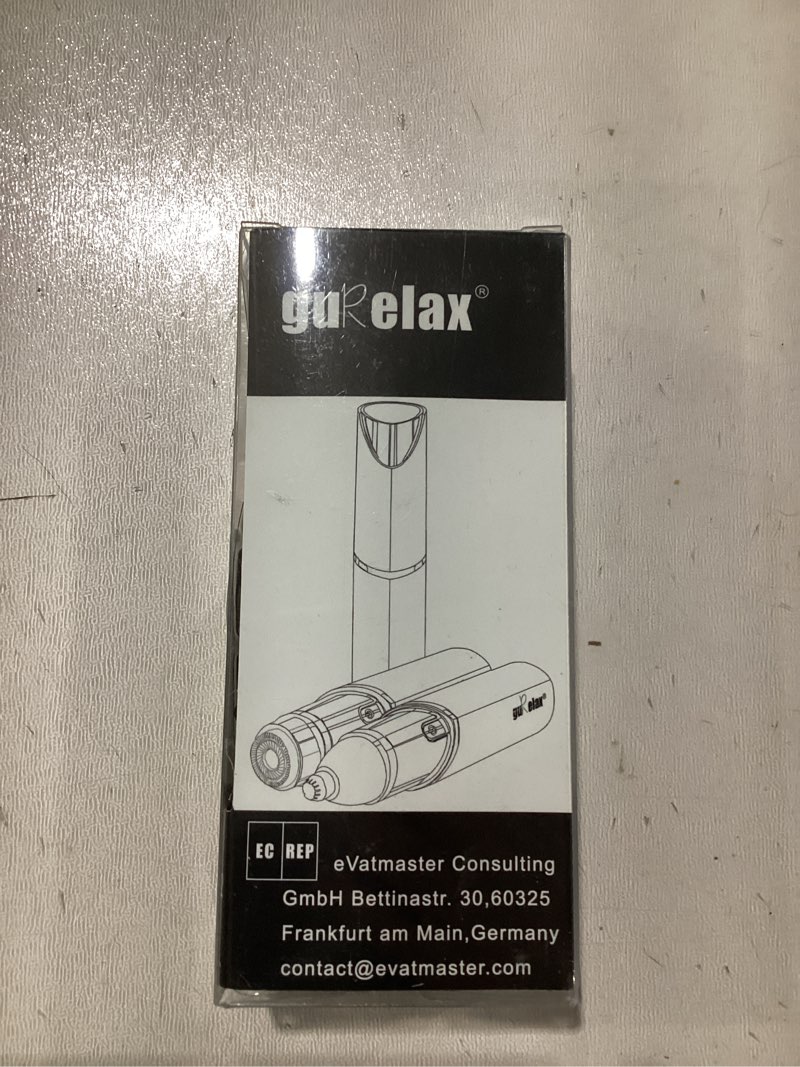 guRelax®
guRelax®
EC REP
eVatmaster Consulting
GmbH Bettinastr. 30,60325
Frankfurt am Main,Germany
contact@evatmaster.com